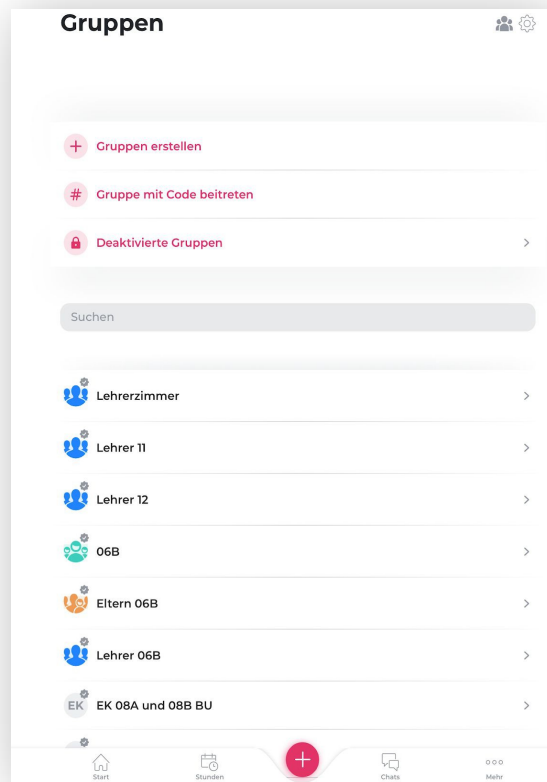 Gruppen
Gruppen erstellen
# Gruppe mit Code beitreten
Deaktivierte Gruppen
Suchen
Lehrerzimmer
Lehrer 11
Lehrer 12
06B
Eltern 06B
Lehrer 06B
EK EK 08A und 08B BU
Start Stunden Chats Mehr